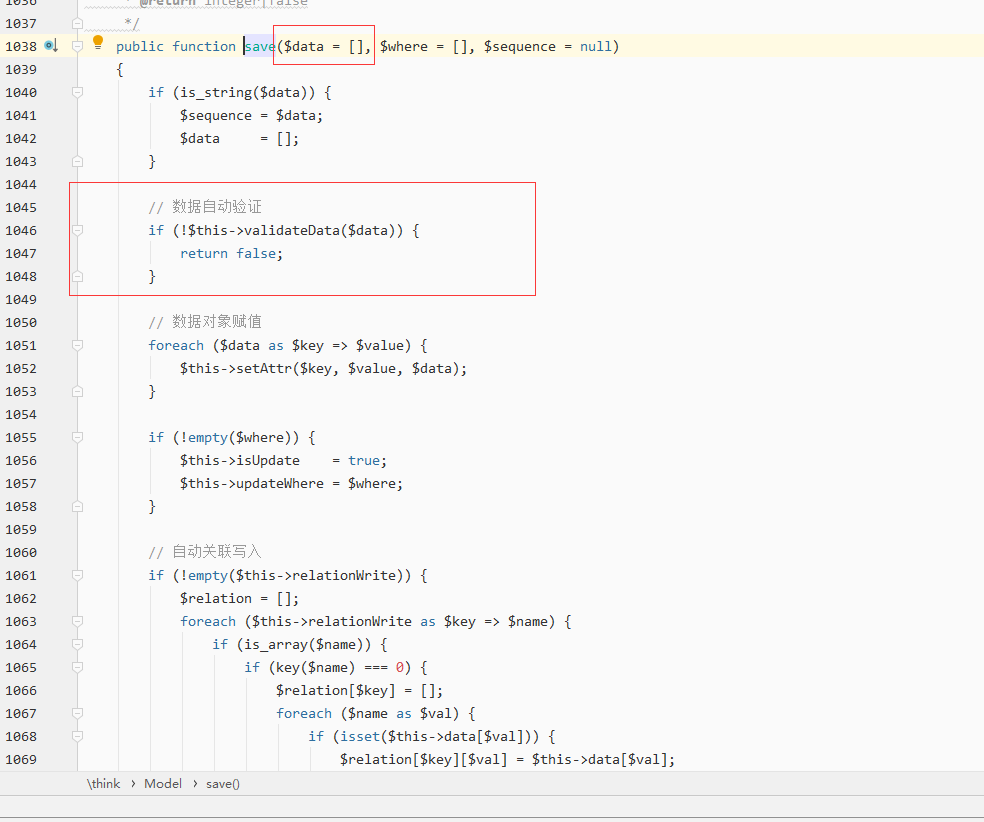 1036 * @return integer|false
1037 */
1038 public function save($data = [], $where = [], $sequence = null)
1039 {
1040 if (is_string($data)) {
1041 $sequence = $data;
1042 $data     = [];
1043 }
1044
1045 // 数据自动验证
1046 if (!$this->validateData($data)) {
1047 return false;
1048 }
1049
1050 // 数据对象赋值
1051 foreach ($data as $key => $value) {
1052 $this->setAttr($key, $value, $data);
1053 }
1054
1055 if (!empty($where)) {
1056 $this->isUpdate    = true;
1057 $this->updateWhere = $where;
1058 }
1059
1060 // 自动关联写入
1061 if (!empty($this->relationWrite)) {
1062 $relation = [];
1063 foreach ($this->relationWrite as $key => $name) {
1064 if (is_array($name)) {
1065 if (key($name) === 0) {
1066 $relation[$key] = [];
1067 foreach ($name as $val) {
1068 if (isset($this->data[$val])) {
1069 $relation[$key][$val] = $this->data[$val];
\think › Model › save()